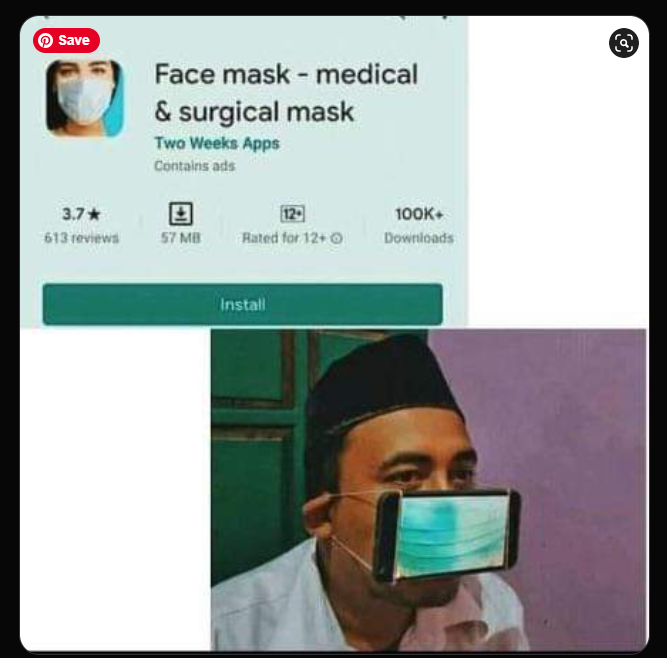 Save
Face mask - medical
& surgical mask
Two Weeks Apps
Contains ads
3.7★
613 reviews
57 MB
12+
Rated for 12+
100K+
Downloads
Install